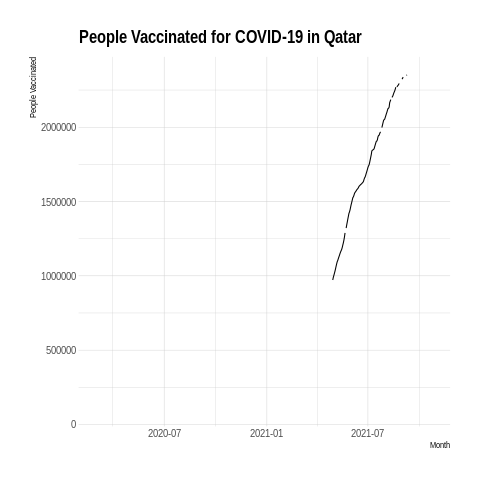 People Vaccinated for COVID-19 in Qatar
People Vaccinated
2000000
1500000
1000000
500000
0
2020-07
2021-01
2021-07
Month